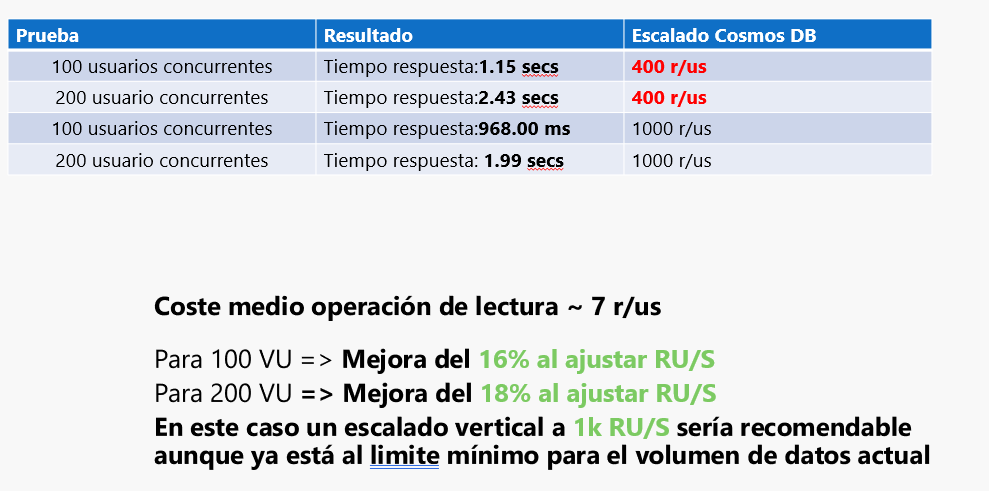 Prueba Resultado Escalado Cosmos DB
100 usuarios concurrentes Tiempo respuesta:1.15 secs 400 r/us
200 usuario concurrentes Tiempo respuesta:2.43 secs 400 r/us
100 usuarios concurrentes Tiempo respuesta:968.00 ms 1000 r/us
200 usuario concurrentes Tiempo respuesta: 1.99 secs 1000 r/us
Coste medio operación de lectura ~ 7 r/us
Para 100 VU => Mejora del 16% al ajustar RU/S
Para 200 VU => Mejora del 18% al ajustar RU/S
En este caso un escalado vertical a 1k RU/S sería recomendable
aunque ya está al limite mínimo para el volumen de datos actual